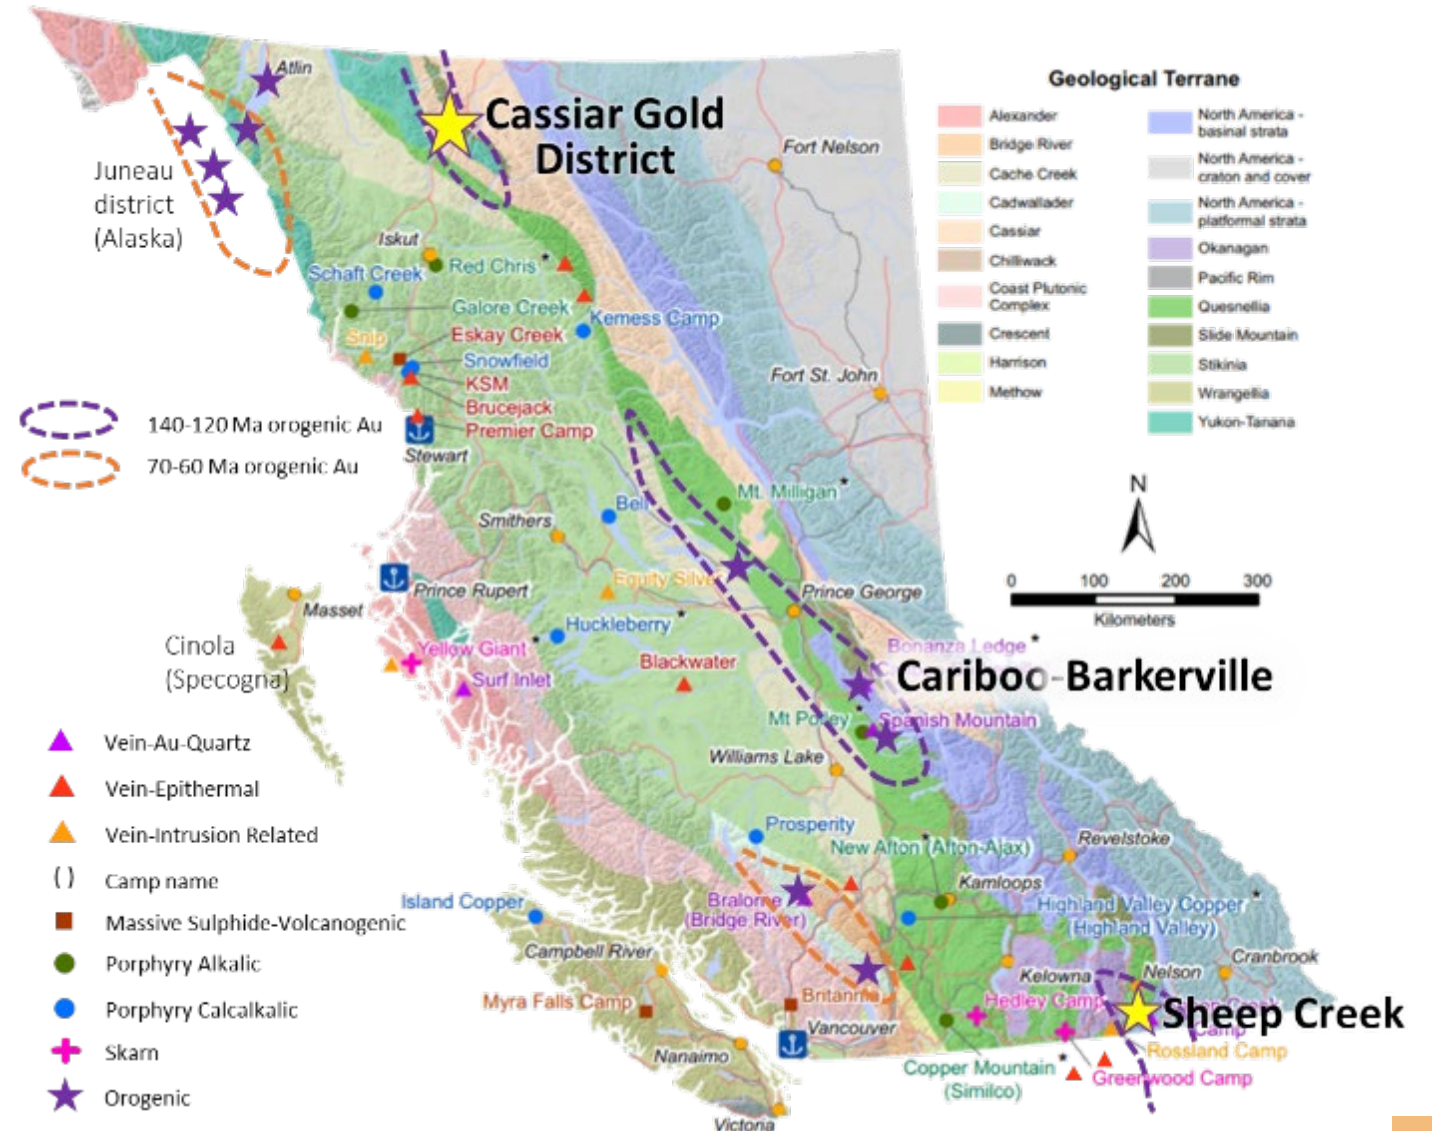 Atlin
Cassiar Gold
District
Fort Nelson
Juneau
district
(Alaska)
Iskut
Red Chris *
Schaft Creek
Galore Creek
Kemess Camp
Snip
Eskay Creek
Snowfield
KSM
Brucejack
Premier Camp
Stewart
Fort St. John
140-120 Ma orogenic Au
70-60 Ma orogenic Au
Geological Terrane
Alexander
Bridge River
Cache Creek
Cadwallader
Cassiar
Chilliwack
Coast Plutonic
Complex
Crescent
Harrison
Methow
North America -
basinal strata
North America -
craton and cover
North America -
platformal strata
Okanagan
Pacific Rim
Quesnellia
Slide Mountain
Stikinia
Wrangellia
Yukon-Tanana
N
0 100 200 300
Kilometers
Mt. Milligan *
Bell
Smithers
Prince Rupert
Equity Silver
Prince George
Masset
Huckleberry *
Cinola
(Specogna)
Yellow Giant *
Surf Inlet
Blackwater
Bonanza Ledge *
Cariboo-Barkerville
Mt Polley *
Spanish Mountain
Williams Lake
Prosperity
New Afton (Afton-Ajax) *
Revelstoke
Kamloops
Bralorne
(Bridge River)
Highland Valley Copper *
(Highland Valley)
Island Copper
Campbell River
Kelowna
Nelson
Cranbrook
Myra Falls Camp
Britannia
Hedley Camp
Sheep Creek
Camp
Vancouver
Rossland Camp
Nanaimo
Copper Mountain *
(Similco)
Greenwood Camp
Victoria
Vein-Au-Quartz
Vein-Epithermal
Vein-Intrusion Related
( ) Camp name
Massive Sulphide-Volcanogenic
Porphyry Alkalic
Porphyry Calcalkalic
Skarn
Orogenic